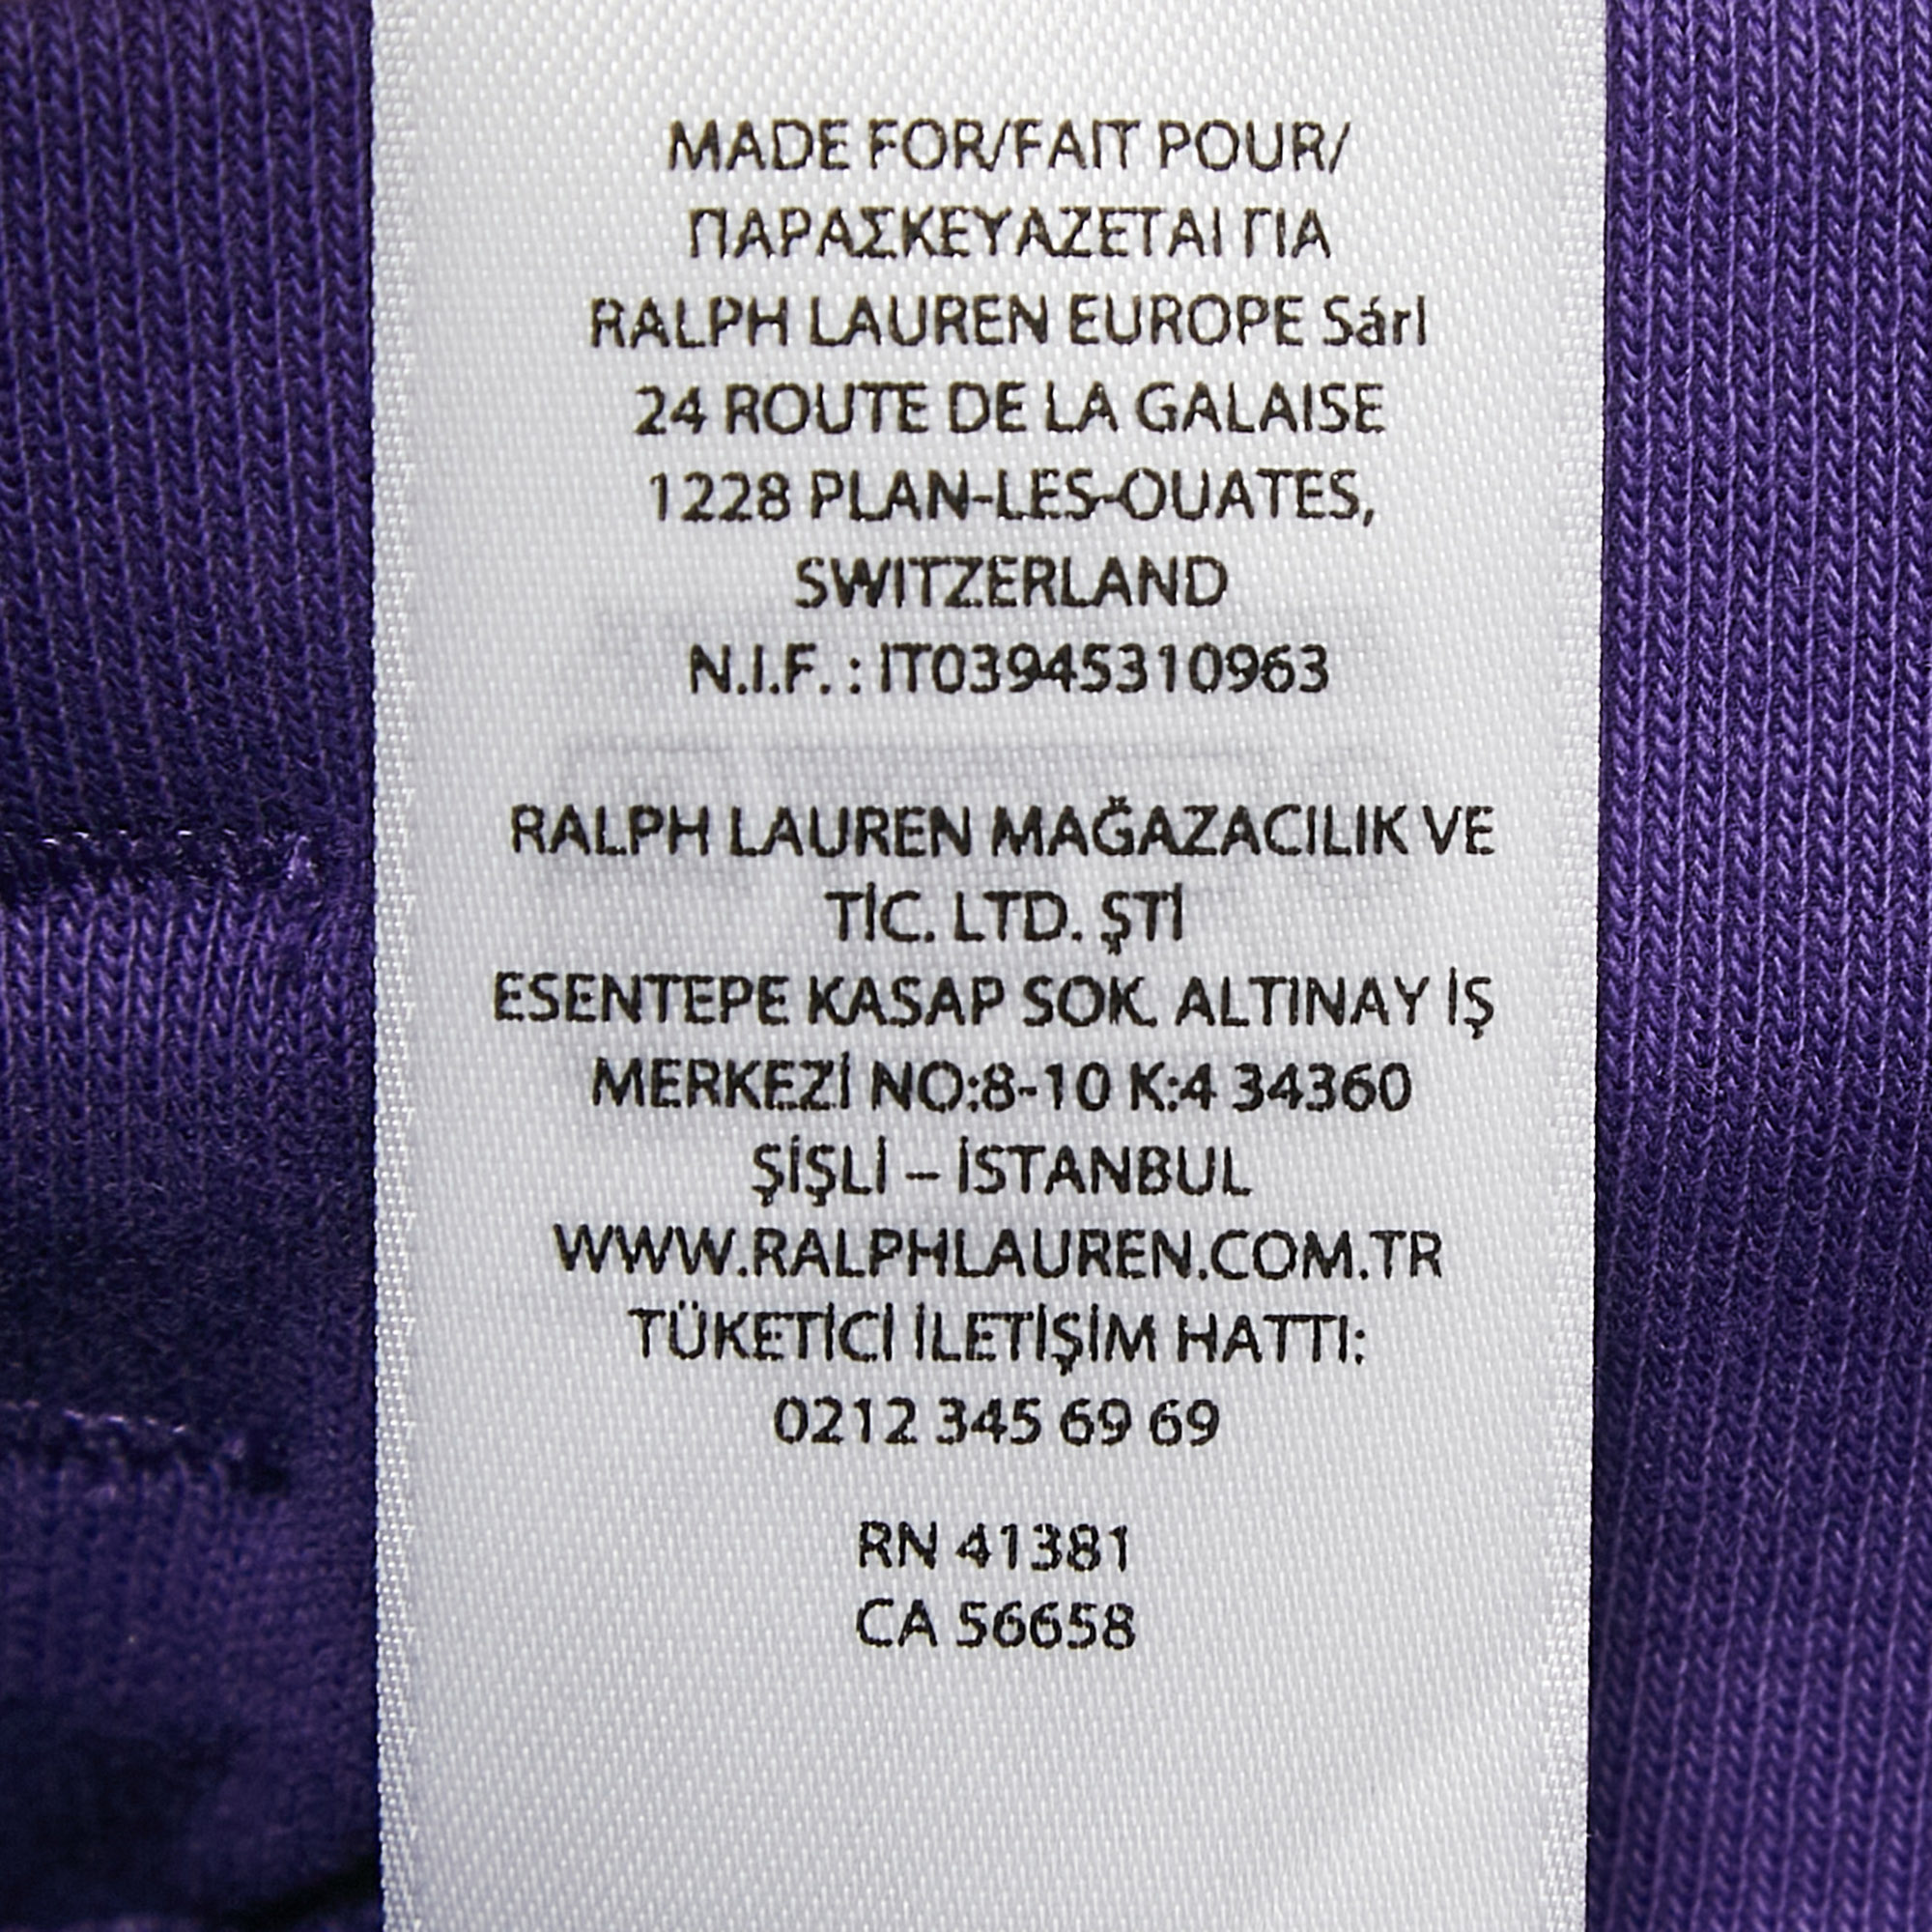 MADE FOR/FAIT POUR/
ΠΑΡΑΣΚΕΥΑΖΕΤΑΙ ΓΙΑ
RALPH LAUREN EUROPE Sárl
24 ROUTE DE LA GALAISE
1228 PLAN-LES-OUATES,
SWITZERLAND
N.I.F. : IT03945310963
RALPH LAUREN MAĞAZACILIK VE
TİC. LTD. ŞTİ
ESENTEPE KASAP SOK. ALTINAY İŞ
MERKEZİ NO:8-10 K:4 34360
ŞİŞLİ – İSTANBUL
WWW.RALPHLAUREN.COM.TR
TÜKETİCİ İLETİŞİM HATTI:
0212 345 69 69
RN 41381
CA 56658